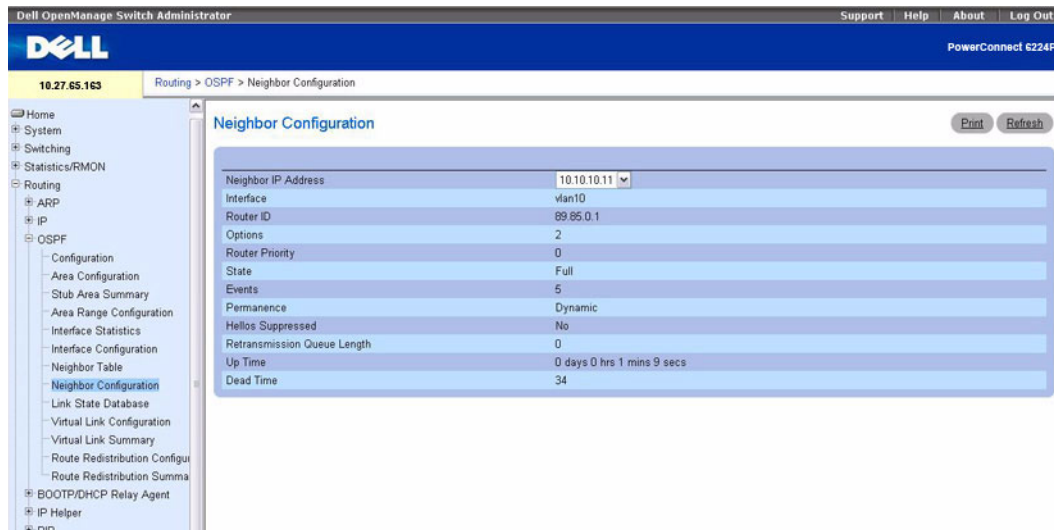 Dell OpenManage Switch Administrator
Support Help About Log Out
DELL
PowerConnect 6224P
10.27.65.163
Routing > OSPF > Neighbor Configuration
Home
System
Switching
Statistics/RMON
Routing
ARP
IP
OSPF
Configuration
Area Configuration
Stub Area Summary
Area Range Configuration
Interface Statistics
Interface Configuration
Neighbor Table
Neighbor Configuration
Link State Database
Virtual Link Configuration
Virtual Link Summary
Route Redistribution Configu
Route Redistribution Summa
BOOTP/DHCP Relay Agent
IP Helper
Neighbor Configuration
Print Refresh
Neighbor IP Address 10.10.10.11
Interface vlan10
Router ID 89.85.0.1
Options 2
Router Priority 0
State Full
Events 5
Permanence Dynamic
Hellos Suppressed No
Retransmission Queue Length 0
Up Time 0 days 0 hrs 1 mins 9 secs
Dead Time 34